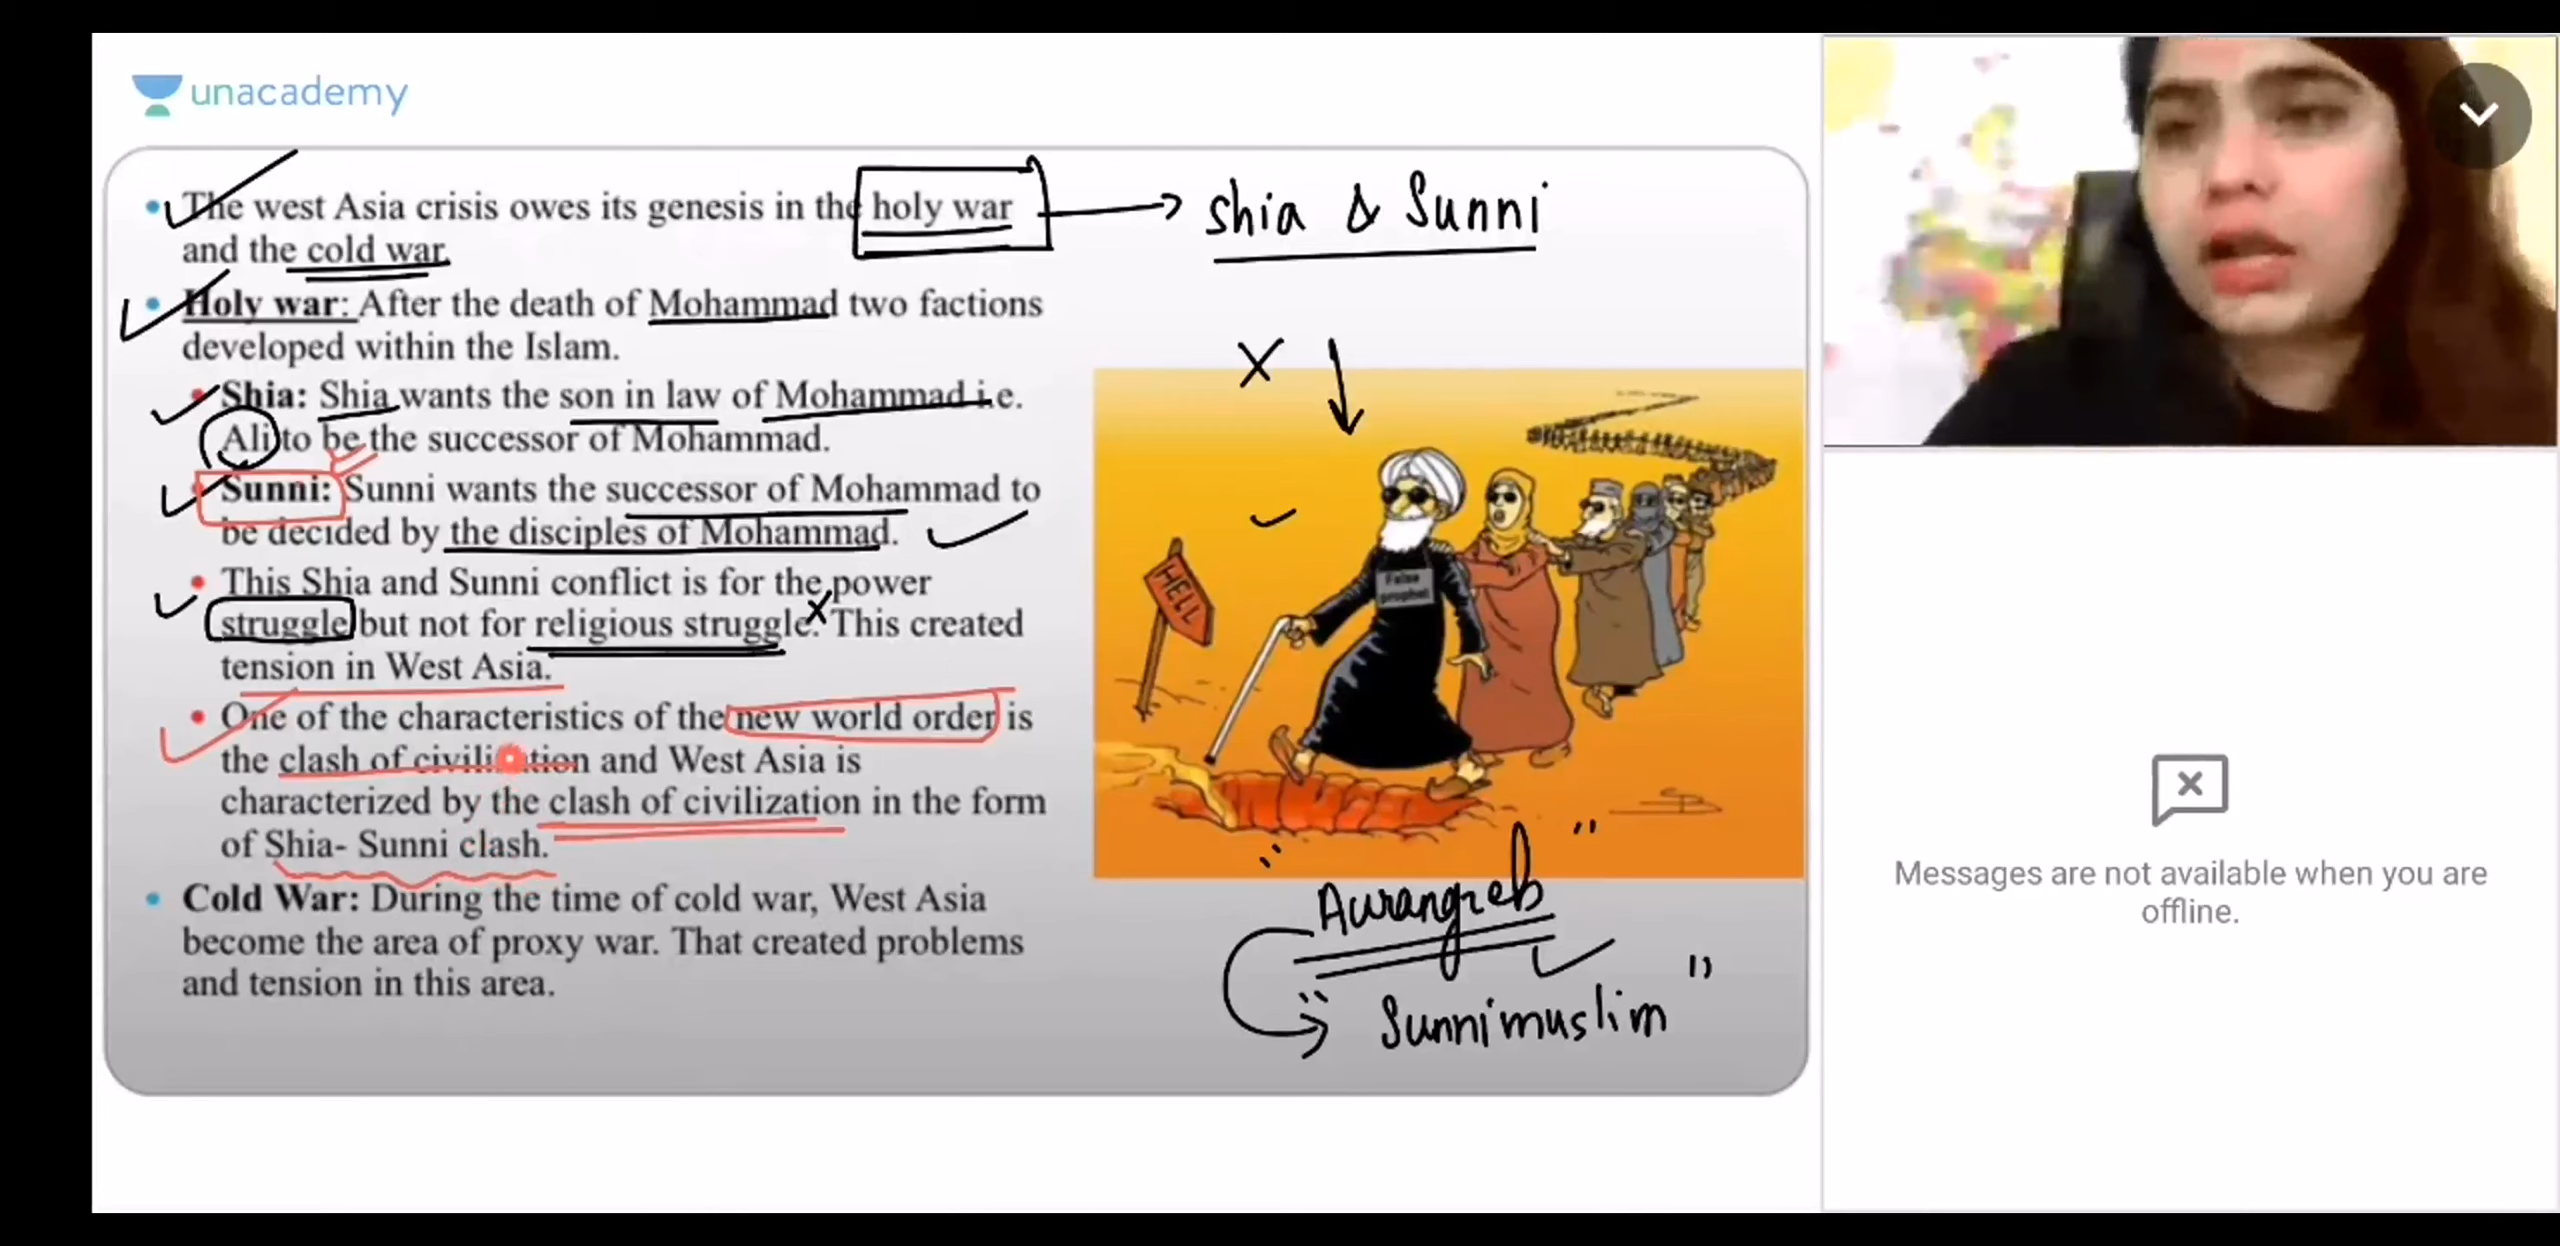 unacademy
The west Asia crisis owes its genesis in the holy war
and the cold war.
shia & Sunni
Holy war: After the death of Mohammad two factions
developed within the Islam.
Shia: Shia wants the son in law of Mohammad i.e.
Ali to be the successor of Mohammad.
Sunni: Sunni wants the successor of Mohammad to
be decided by the disciples of Mohammad.
This Shia and Sunni conflict is for the power
struggle but not for religious struggle. This created
tension in West Asia.
One of the characteristics of the new world order is
the clash of civilization and West Asia is
characterized by the clash of civilization in the form
of Shia- Sunni clash.
Cold War: During the time of cold war, West Asia
become the area of proxy war. That created problems
and tension in this area.
HELL
False
prophet
" Aurangzeb "
" Sunni muslim "
Messages are not available when you are
offline.